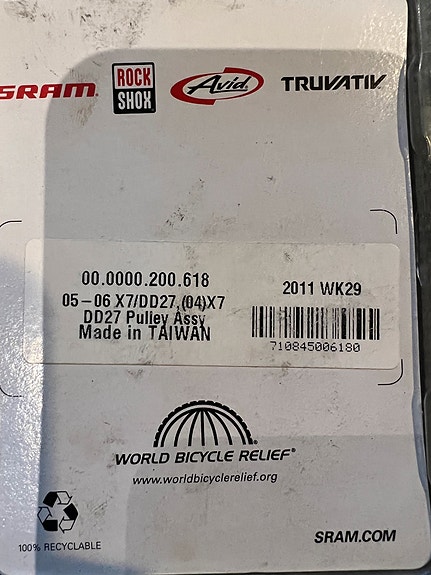 SRAM.
ROCK
SHOX
Avid.
TRUVATIV
00.0000.200.618
05-06 X7/DD27,(04)X7
DD27 Pulley Assy
Made in TAIWAN
2011 WK29
710845006180
WORLD BICYCLE RELIEF®
www.worldbicyclerelief.org
100% RECYCLABLE
SRAM.COM